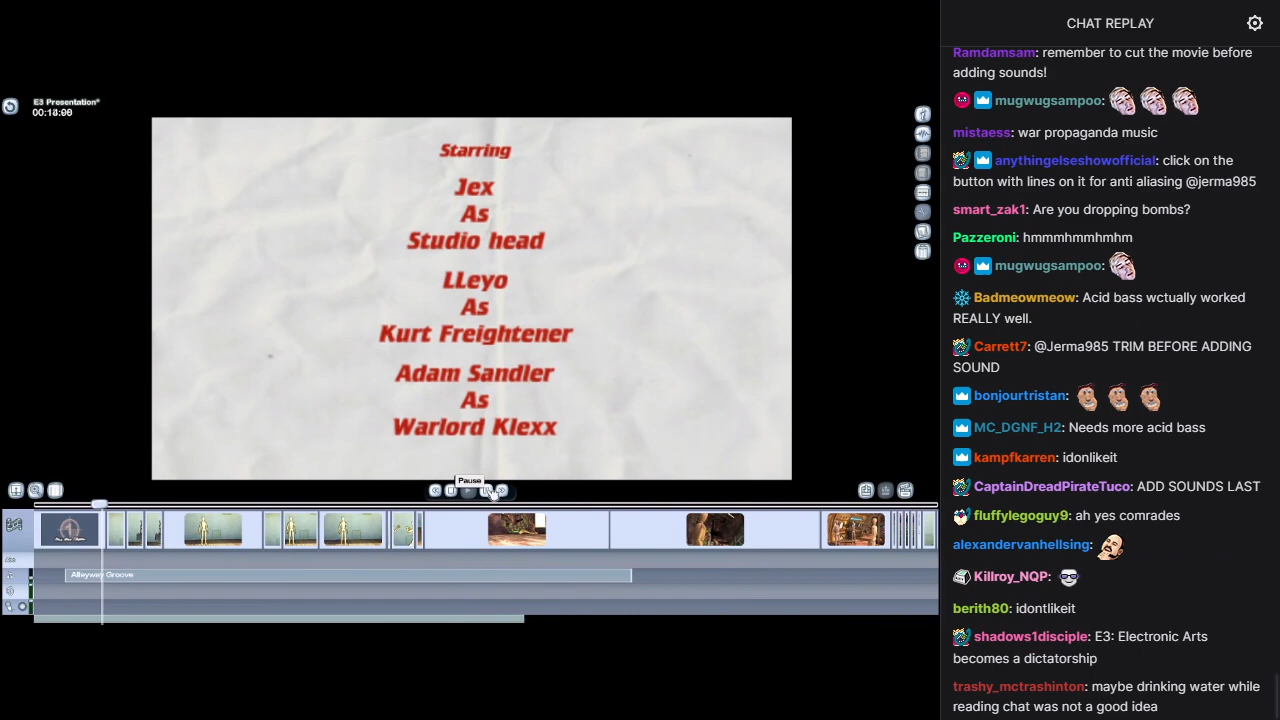 E3 Presentation*
00:18:00
Starring
Jex
As
Studio head
LLeyo
As
Kurt Freightener
Adam Sandler
As
Warlord Klexx
Pause
Alleyway Groove
CHAT REPLAY
Ramdamsam: remember to cut the movie before
adding sounds!
mugwugsampoo:
mistaess: war propaganda music
anythingelseshowofficial: click on the
button with lines on it for anti aliasing @jerma985
smart_zak1: Are you dropping bombs?
Pazzeroni: hmmmhmmhmhm
mugwugsampoo:
Badmeowmeow: Acid bass wctually worked
REALLY well.
Carrett7: @Jerma985 TRIM BEFORE ADDING
SOUND
bonjourtristan:
MC_DGNF_H2: Needs more acid bass
kampfkarren: idonlikeit
CaptainDreadPirateTuco: ADD SOUNDS LAST
fluffylegoguy9: ah yes comrades
alexandervanhellsing:
Killroy_NQP:
berith80: idontlikeit
shadows1disciple: E3: Electronic Arts
becomes a dictatorship
trashy_mctrashinton: maybe drinking water while
reading chat was not a good idea